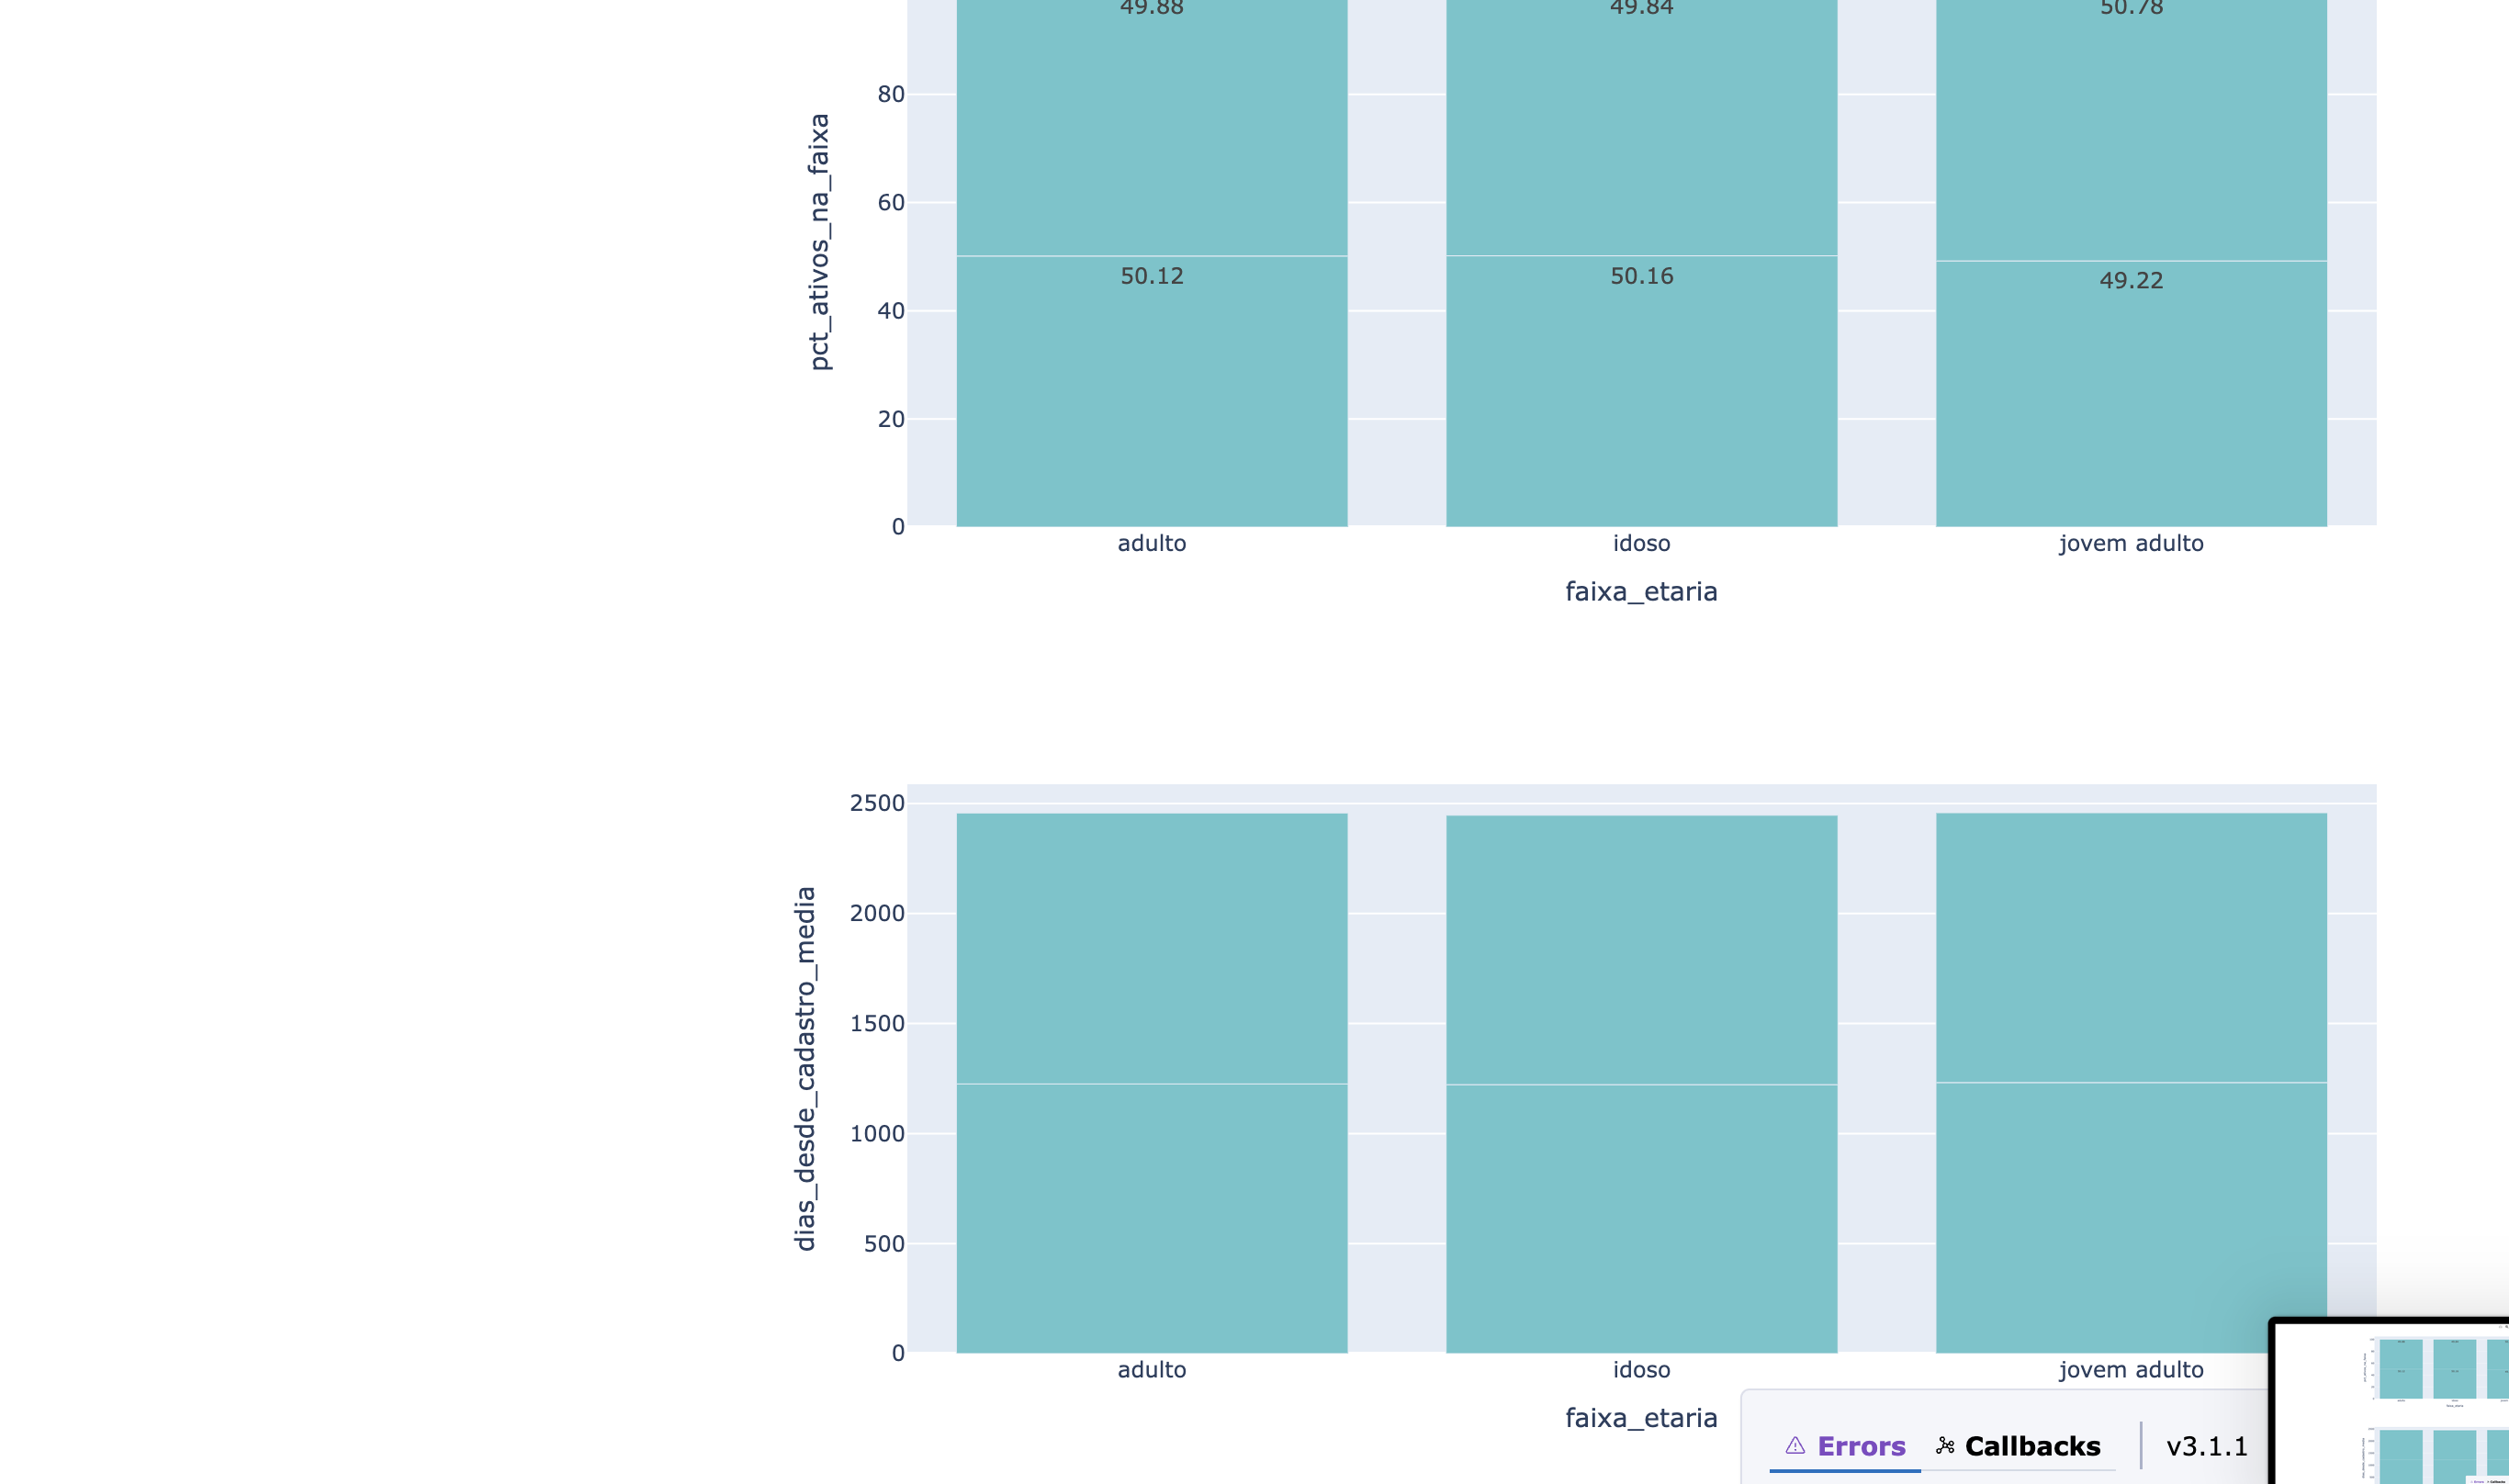 49.88
49.84
50.78
80
60
50.12
50.16
49.22
40
20
0
pct_ativos_na_faixa
adulto
idoso
jovem adulto
faixa_etaria
2500
2000
1500
1000
500
0
dias_desde_cadastro_media
adulto
idoso
jovem adulto
faixa_etaria
Errors
Callbacks
v3.1.1